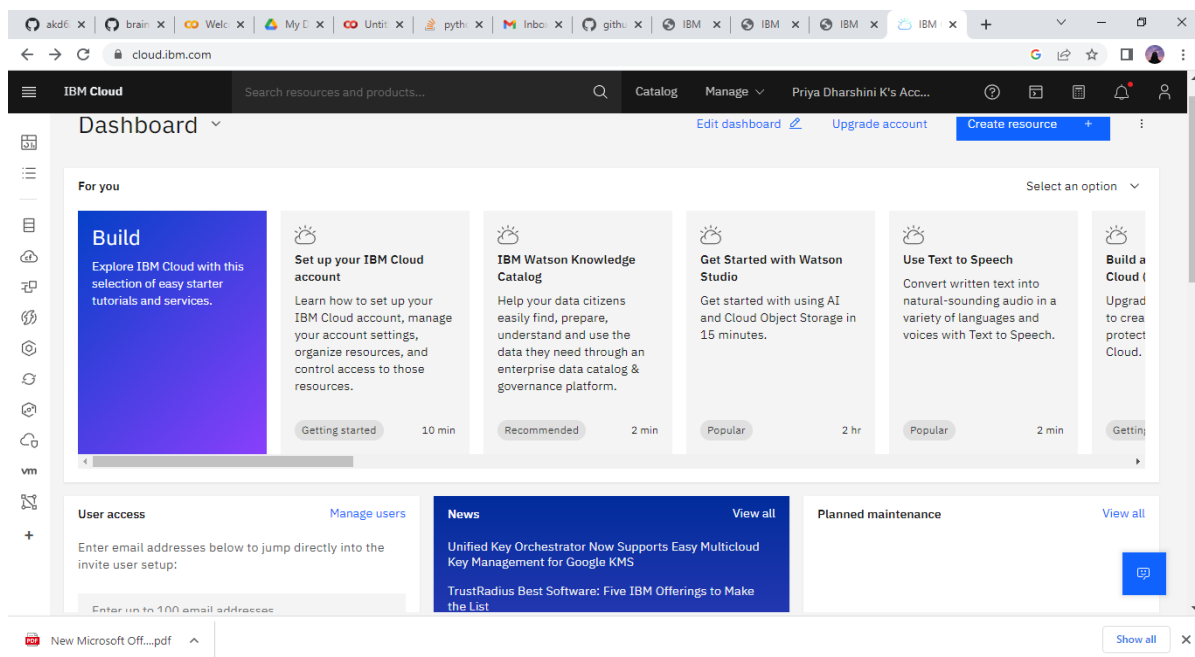 akd6
brain
Welc
My D
Untit
pytho
Inbo
githu
IBM
IBM
IBM
IBM
cloud.ibm.com
IBM Cloud
Search resources and products...
Catalog
Manage
Priya Dharshini K's Acc...
Dashboard
Edit dashboard
Upgrade account
Create resource +
For you
Select an option
Build
Explore IBM Cloud with this
selection of easy starter
tutorials and services.
Set up your IBM Cloud
account
Learn how to set up your
IBM Cloud account, manage
your account settings,
organize resources, and
control access to those
resources.
Getting started
10 min
IBM Watson Knowledge
Catalog
Help your data citizens
easily find, prepare,
understand and use the
data they need through an
enterprise data catalog &
governance platform.
Recommended
2 min
Get Started with Watson
Studio
Get started with using AI
and Cloud Object Storage in
15 minutes.
Popular
2 hr
Use Text to Speech
Convert written text into
natural-sounding audio in a
variety of languages and
voices with Text to Speech.
Popular
2 min
Build a
Cloud (
Upgrad
to crea
protect
Cloud.
Getting
vm
User access
Manage users
Enter email addresses below to jump directly into the
invite user setup:
Enter up to 100 email addresses
News
View all
Unified Key Orchestrator Now Supports Easy Multicloud
Key Management for Google KMS
TrustRadius Best Software: Five IBM Offerings to Make
the List
Planned maintenance
View all
PDF
New Microsoft Off....pdf
Show all